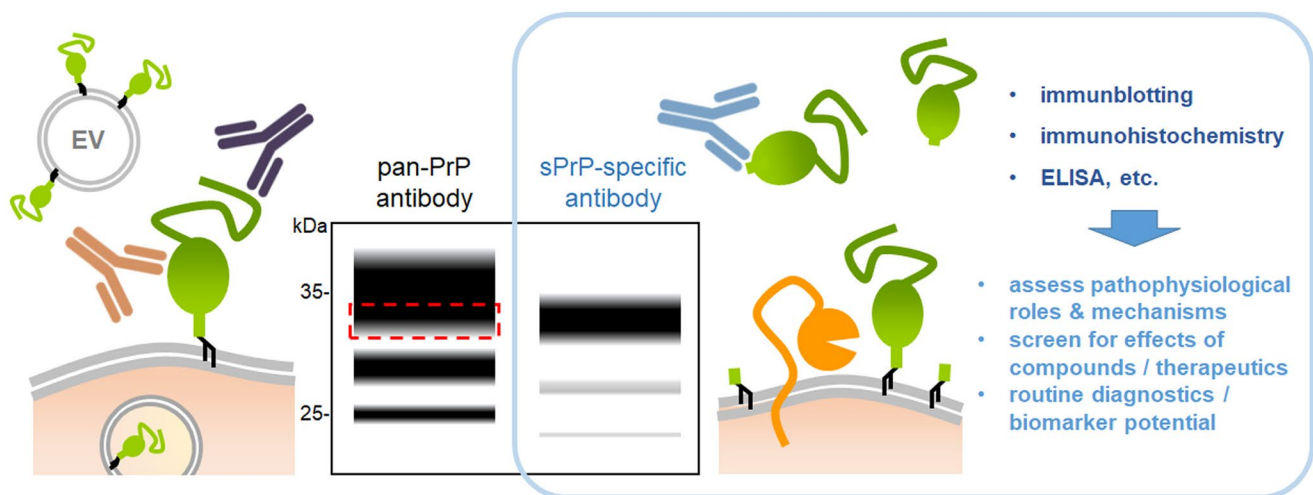 EV
pan-PrP
antibody
sPrP-specific
antibody
kDa
35-
25-
• immunblotting
• immunohistochemistry
• ELISA, etc.
• assess pathophysiological
roles & mechanisms
• screen for effects of
compounds / therapeutics
• routine diagnostics /
biomarker potential